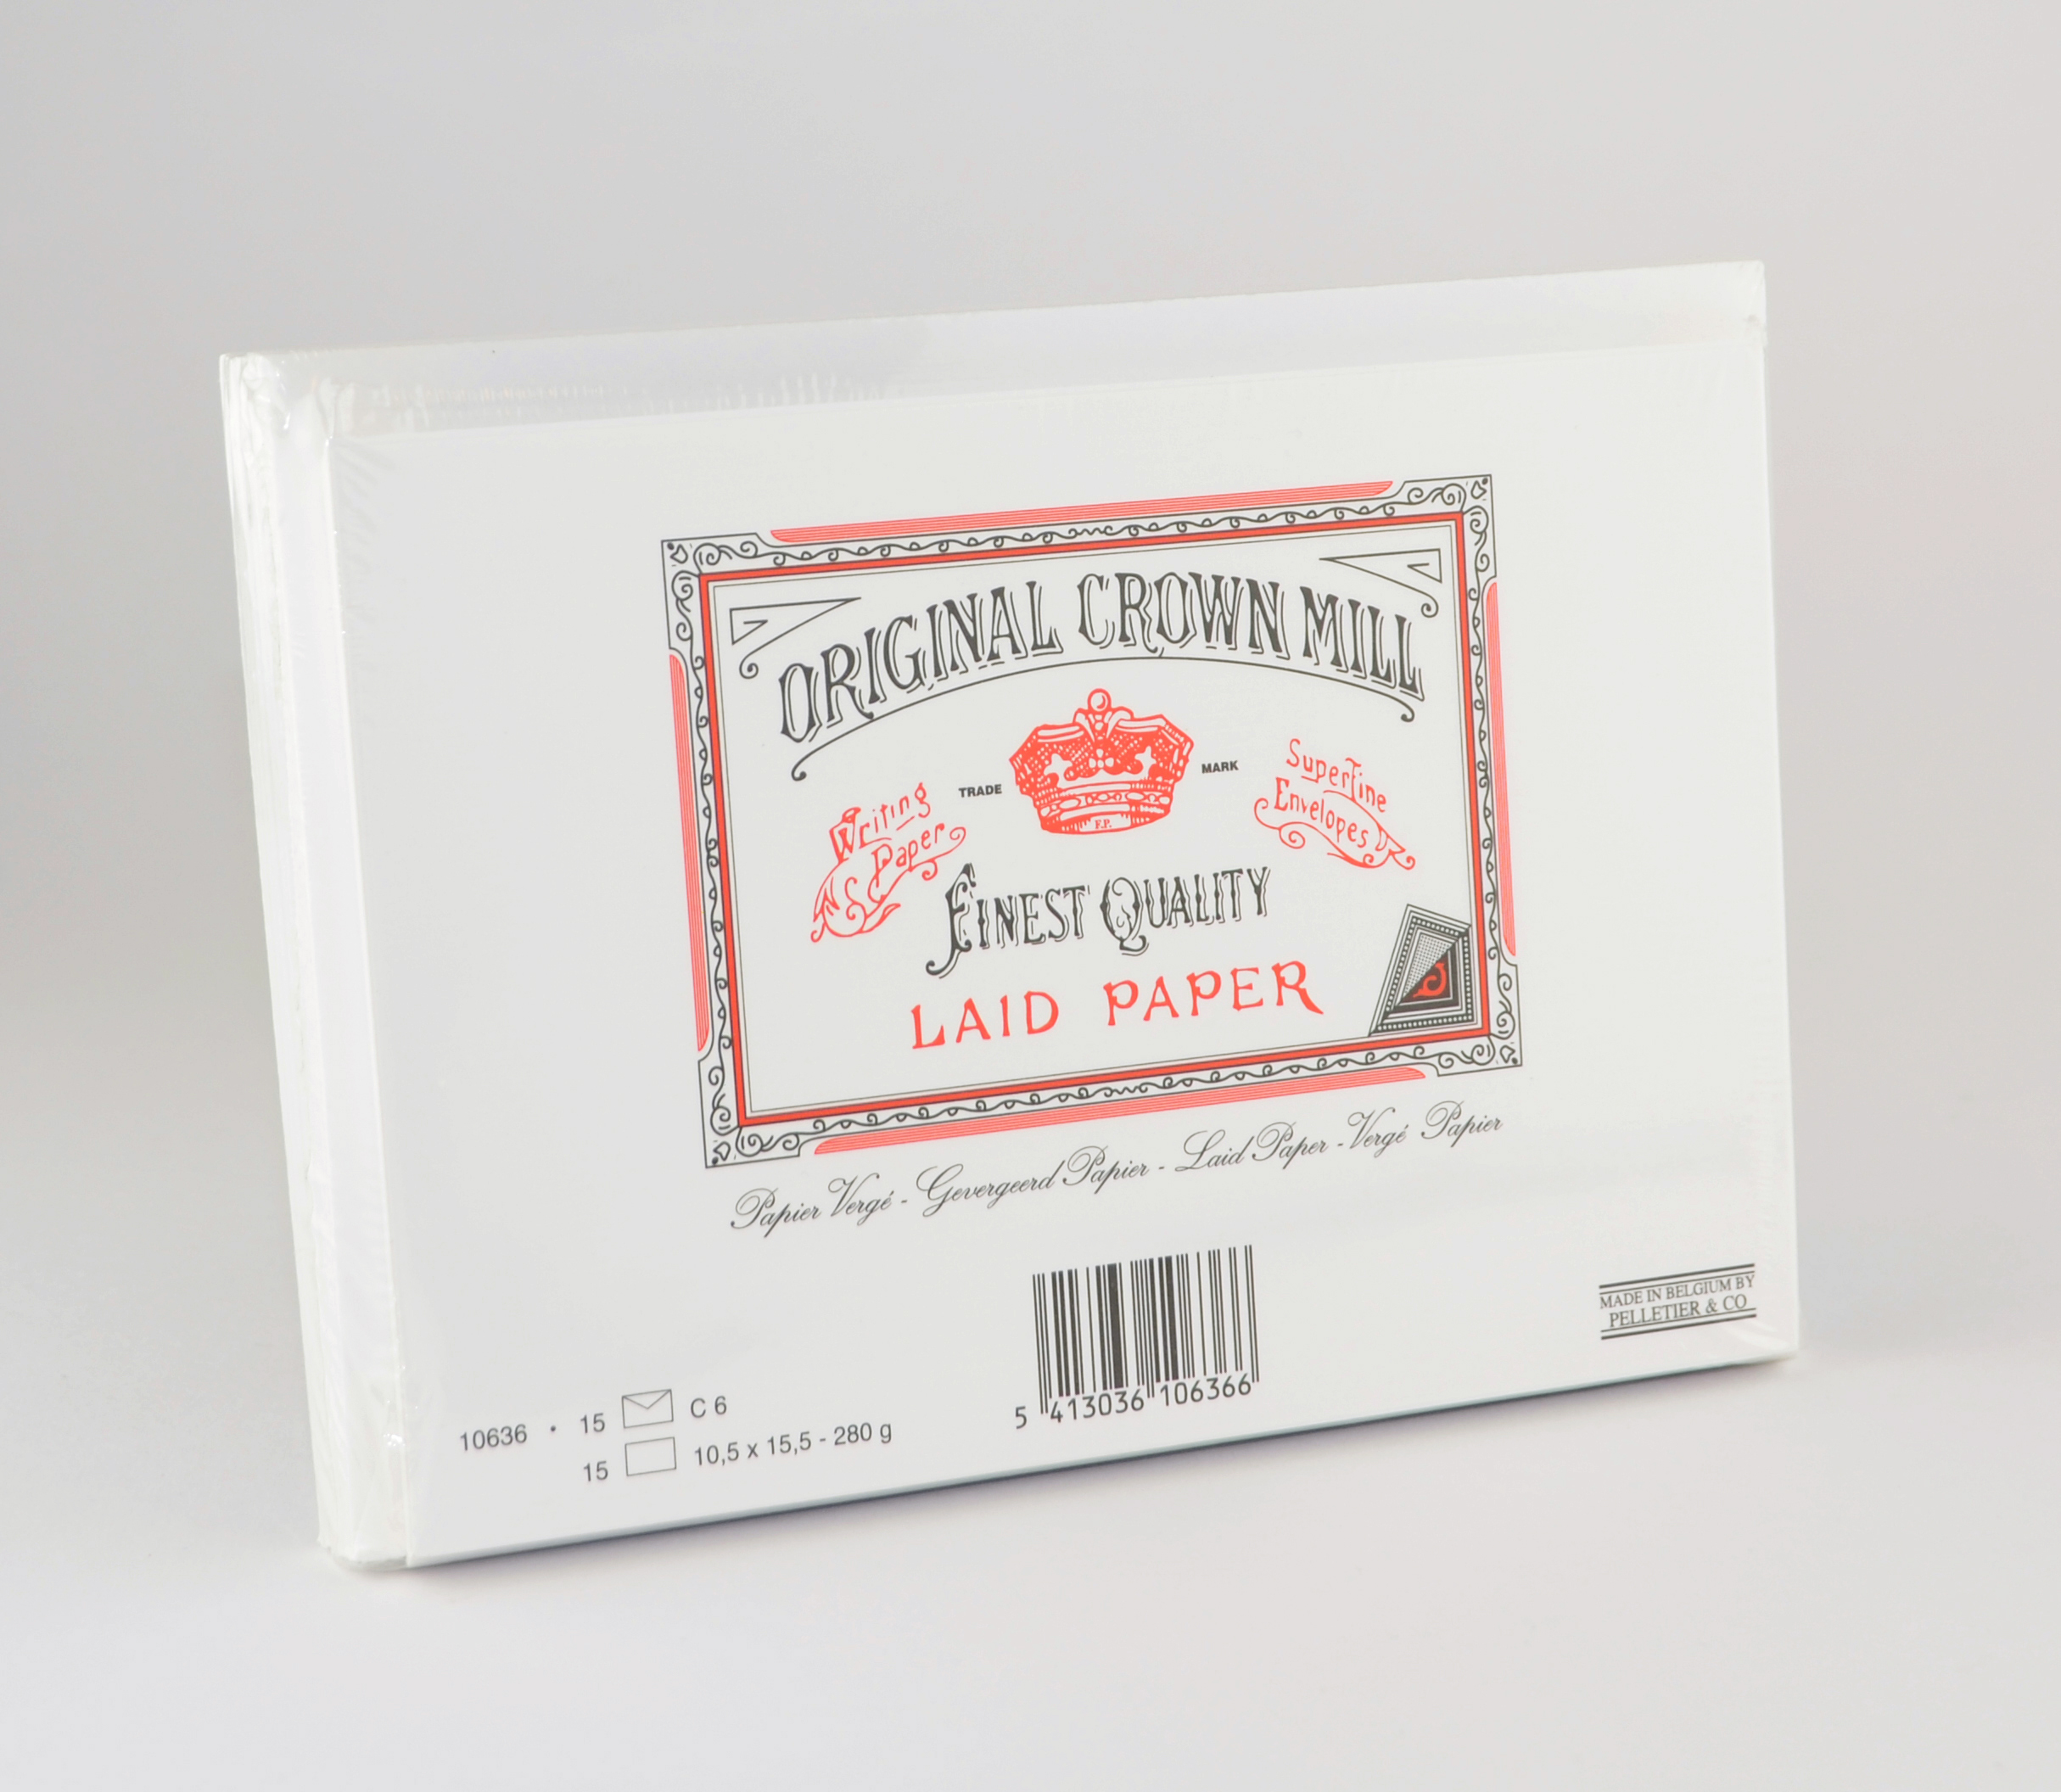 ORIGINAL CROWN MILL
TRADE MARK
F.P.
Writing
Paper
Superfine
Envelopes
FINEST QUALITY
LAID PAPER
Papier Vergé - Gevergeerd Papier - Laid Paper - Vergé Papier
MADE IN BELGIUM BY
PELLETIER & CO
10636 · 15 C 6
15 10,5 x 15,5 - 280 g
5 413036 106366